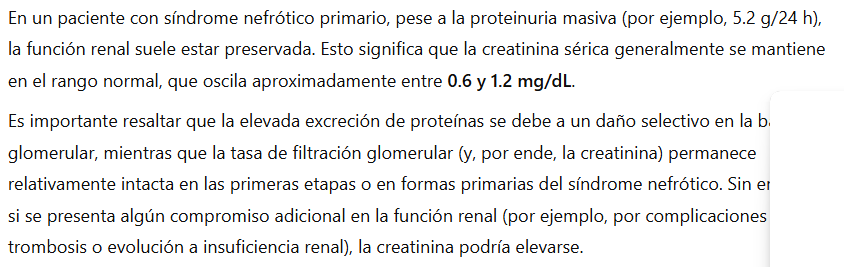 En un paciente con síndrome nefrótico primario, pese a la proteinuria masiva (por ejemplo, 5.2 g/24 h),
la función renal suele estar preservada. Esto significa que la creatinina sérica generalmente se mantiene
en el rango normal, que oscila aproximadamente entre 0.6 y 1.2 mg/dL.
Es importante resaltar que la elevada excreción de proteínas se debe a un daño selectivo en la
glomerular, mientras que la tasa de filtración glomerular (y, por ende, la creatinina) permanece
relativamente intacta en las primeras etapas o en formas primarias del síndrome nefrótico. Sin
si se presenta algún compromiso adicional en la función renal (por ejemplo, por complicaciones
trombosis o evolución a insuficiencia renal), la creatinina podría elevarse.